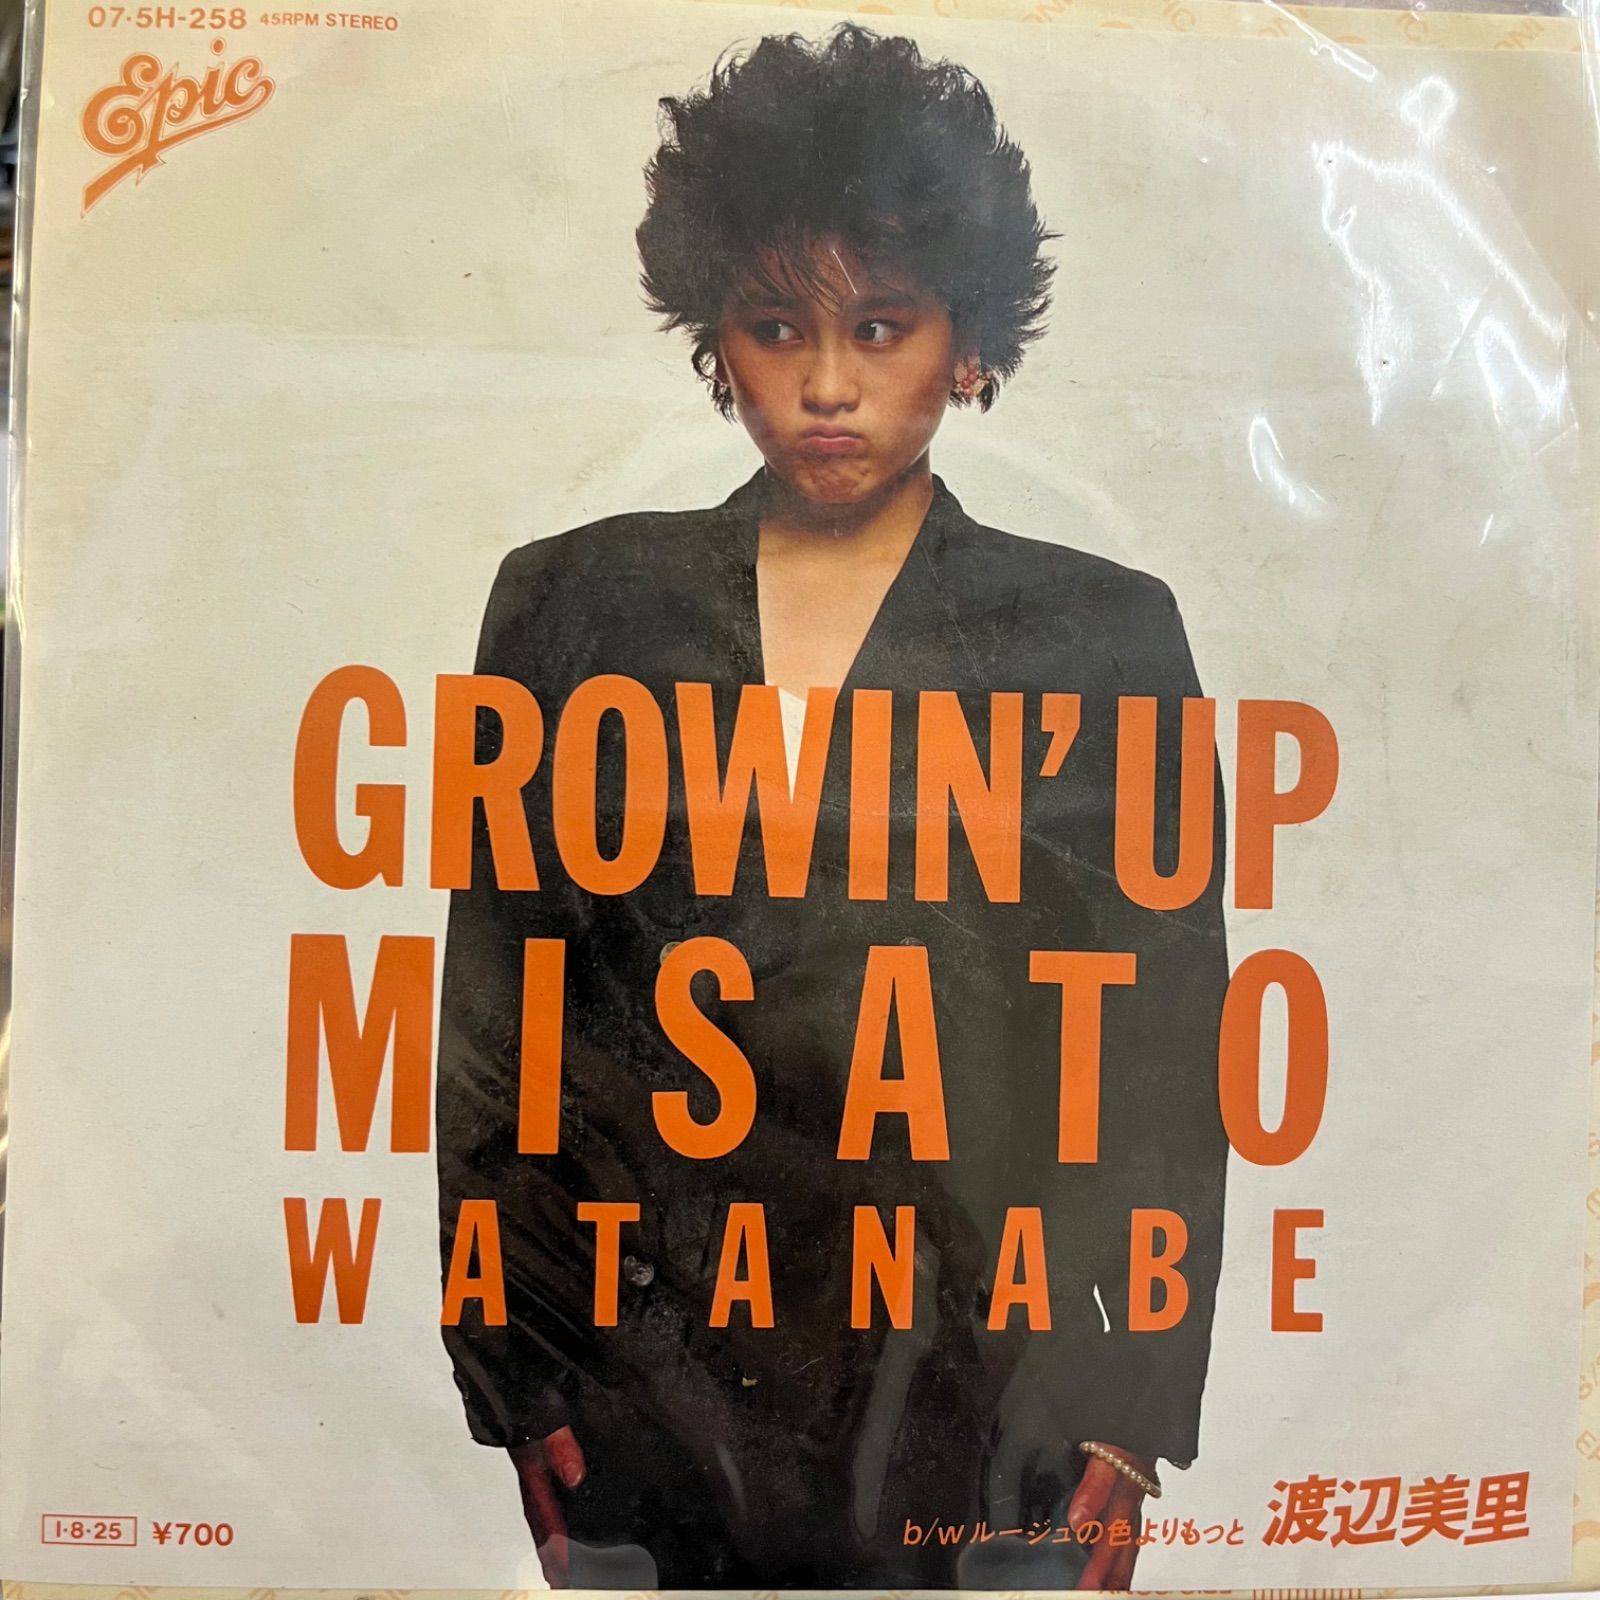 07·5H-258 45RPM STEREO
Epic
GROWIN' UP
MISATO
WATANABE
I·8·25 ¥700
b/w ルージュの色よりもっと 渡辺美里